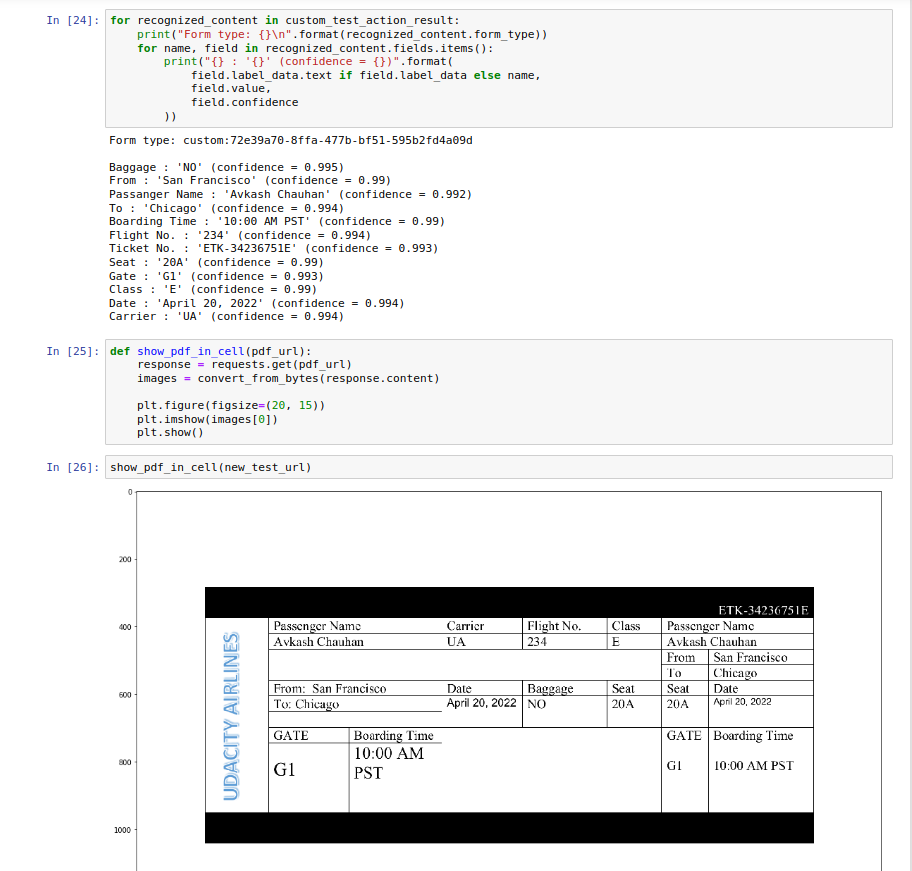 In [24]: for recognized_content in custom_test_action_result:
    print("Form type: {}\n".format(recognized_content.form_type))
    for name, field in recognized_content.fields.items():
        print("{} : '{}' (confidence = {})".format(
            field.label_data.text if field.label_data else name,
            field.value,
            field.confidence
        ))
Form type: custom:72e39a70-8ffa-477b-bf51-595b2fd4a09d
Baggage : 'NO' (confidence = 0.995)
From : 'San Francisco' (confidence = 0.99)
Passanger Name : 'Avkash Chauhan' (confidence = 0.992)
To : 'Chicago' (confidence = 0.994)
Boarding Time : '10:00 AM PST' (confidence = 0.99)
Flight No. : '234' (confidence = 0.994)
Ticket No. : 'ETK-34236751E' (confidence = 0.993)
Seat : '20A' (confidence = 0.99)
Gate : 'G1' (confidence = 0.993)
Class : 'E' (confidence = 0.99)
Date : 'April 20, 2022' (confidence = 0.994)
Carrier : 'UA' (confidence = 0.994)
In [25]: def show_pdf_in_cell(pdf_url):
    response = requests.get(pdf_url)
    images = convert_from_bytes(response.content)
    plt.figure(figsize=(20, 15))
    plt.imshow(images[0])
    plt.show()
In [26]: show_pdf_in_cell(new_test_url)
0
200
400
600
800
1000
UDACITY AIRLINES
ETK-34236751E
Passenger Name Carrier Flight No. Class Passenger Name
Avkash Chauhan UA 234 E Avkash Chauhan
From San Francisco
To Chicago
From: San Francisco Date Baggage Seat Seat Date
To: Chicago April 20, 2022 NO 20A 20A April 20, 2022
GATE Boarding Time GATE Boarding Time
G1 10:00 AM G1 10:00 AM PST
PST